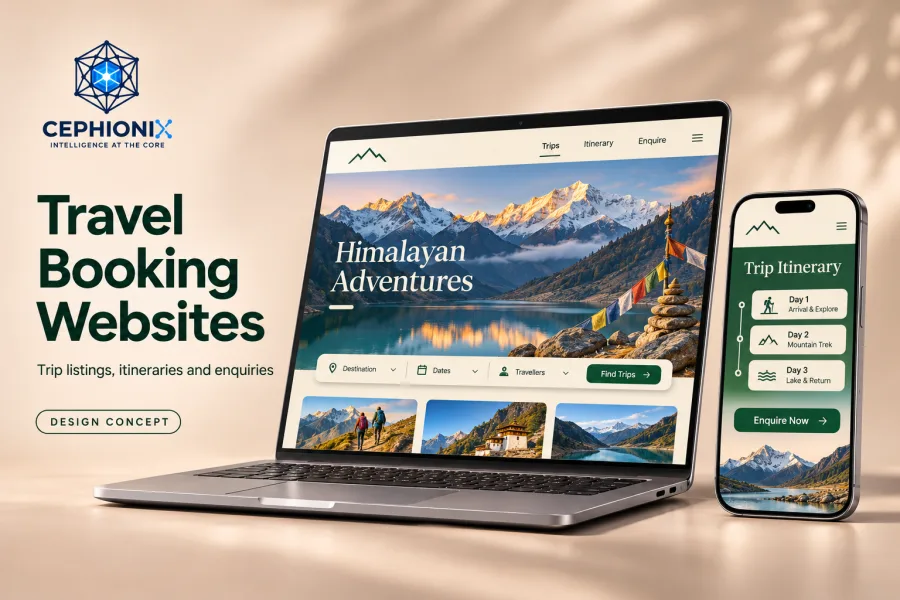 CEPHIONIX
INTELLIGENCE AT THE CORE
Travel
Booking
Websites
Trip listings, itineraries and enquiries
DESIGN CONCEPT
Trips Itinerary Enquire
Himalayan
Adventures
Destination Dates Travellers Find Trips →
Trip Itinerary
Day 1
Arrival & Explore
Day 2
Mountain Trek
Day 3
Lake & Return
Enquire Now →